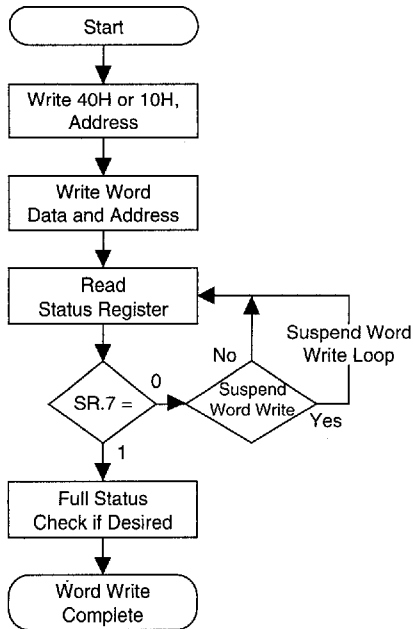 Start
Write 40H or 10H,
Address
Write Word
Data and Address
Read
Status Register
Suspend Word
Write Loop
No
SR.7 =
0
Suspend
Word Write
Yes
1
Full Status
Check if Desired
Word Write
Complete